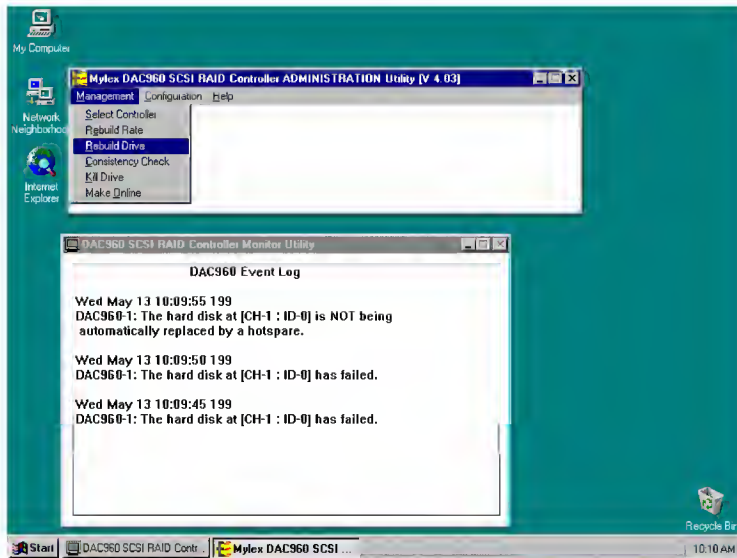 My Computer
Mylex DAC960 SCSI RAID Controller ADMINISTRATION Utility [V 4.03]
Management Configuration Help
Network
Neighborhoo
Select Controller
Rebuild Rate
Rebuild Drive
Consistency Check
Kill Drive
Make Online
Internet
Explorer
DAC960 SCSI RAID Controller Monitor Utility
DAC960 Event Log
Wed May 13 10:09:55 199
DAC960-1: The hard disk at [CH-1 : ID-0] is NOT being
automatically replaced by a hotspare.
Wed May 13 10:09:50 199
DAC960-1: The hard disk at [CH-1 : ID-0] has failed.
Wed May 13 10:09:45 199
DAC960-1: The hard disk at [CH-1 : ID-0] has failed.
Recycle Bin
Start DAC960 SCSI RAID Contr... Mylex DAC960 SCSI ... 10:10 AM